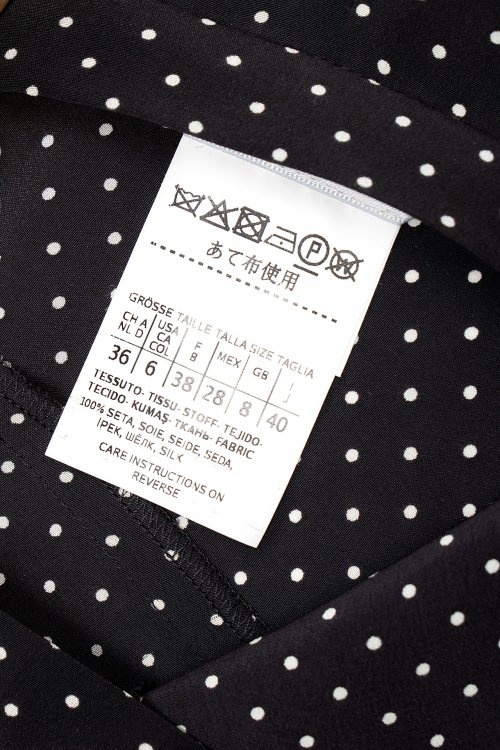 P W
あて布使用
GRÖSSE TAILLE TALLA SIZE TAGLIA
CH A NL D USA CA COL F B MEX GB I J
36 6 38 28 8 40
TESSUTO- TISSU- STOFF- TEJIDO-
TECIDO- KUMAŞ- ТКАНЬ- FABRIC
100% SETA, SOIE, SEIDE, SEDA,
İPEK, ШЁЛК, SILK
CARE INSTRUCTIONS ON
REVERSE